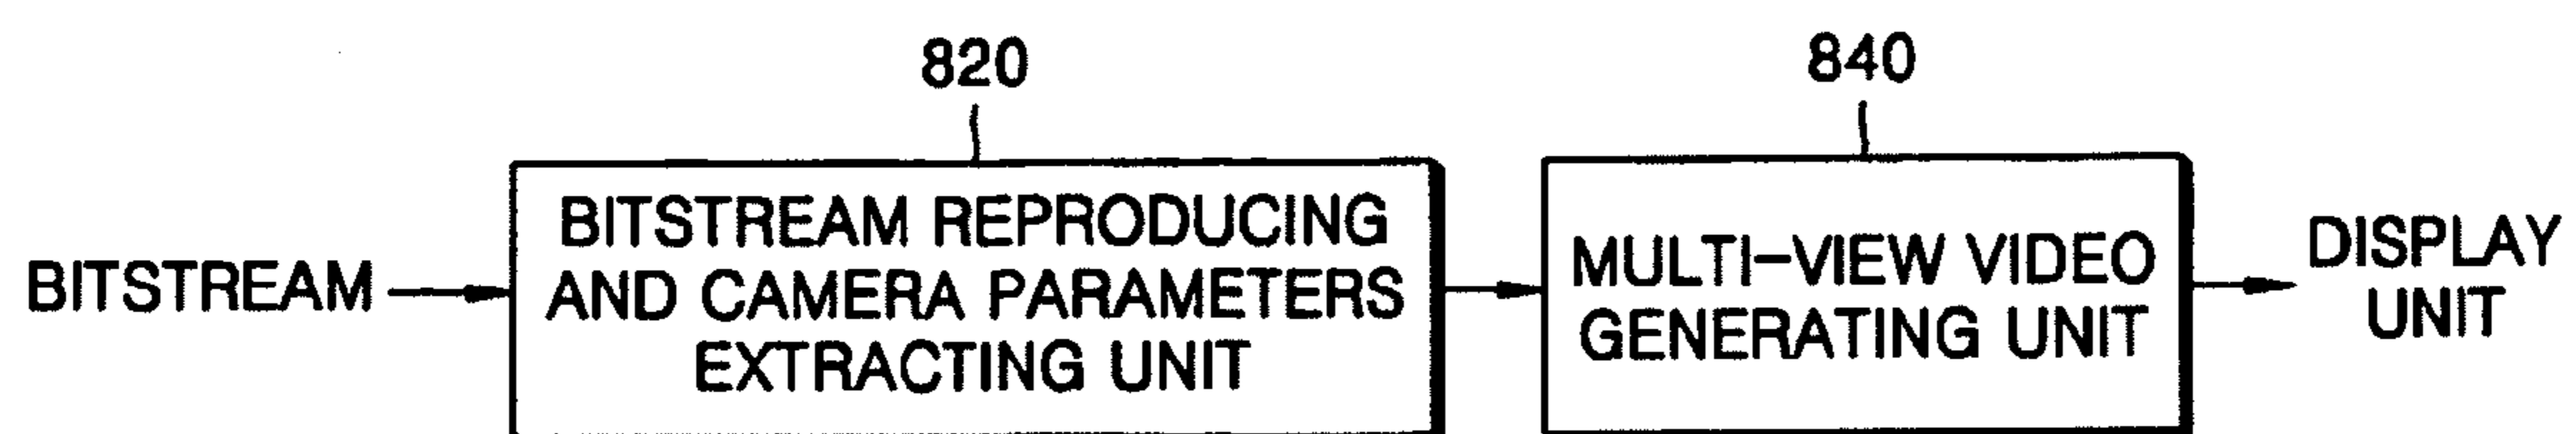 820
840
BITSTREAM
BITSTREAM REPRODUCING
AND CAMERA PARAMETERS
EXTRACTING UNIT
MULTI-VIEW VIDEO
GENERATING UNIT
DISPLAY
UNIT